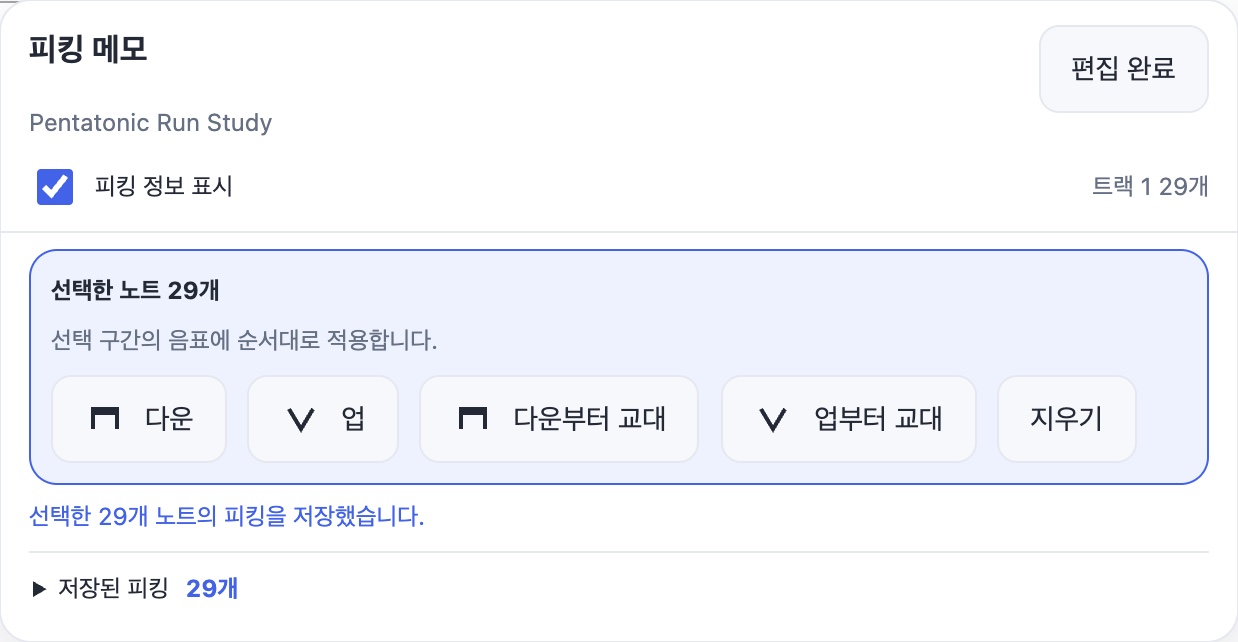 피킹 메모
편집 완료
Pentatonic Run Study
피킹 정보 표시
트랙 1 29개
선택한 노트 29개
선택 구간의 음표에 순서대로 적용합니다.
다운 업 다운부터 교대 업부터 교대 지우기
선택한 29개 노트의 피킹을 저장했습니다.
저장된 피킹 29개